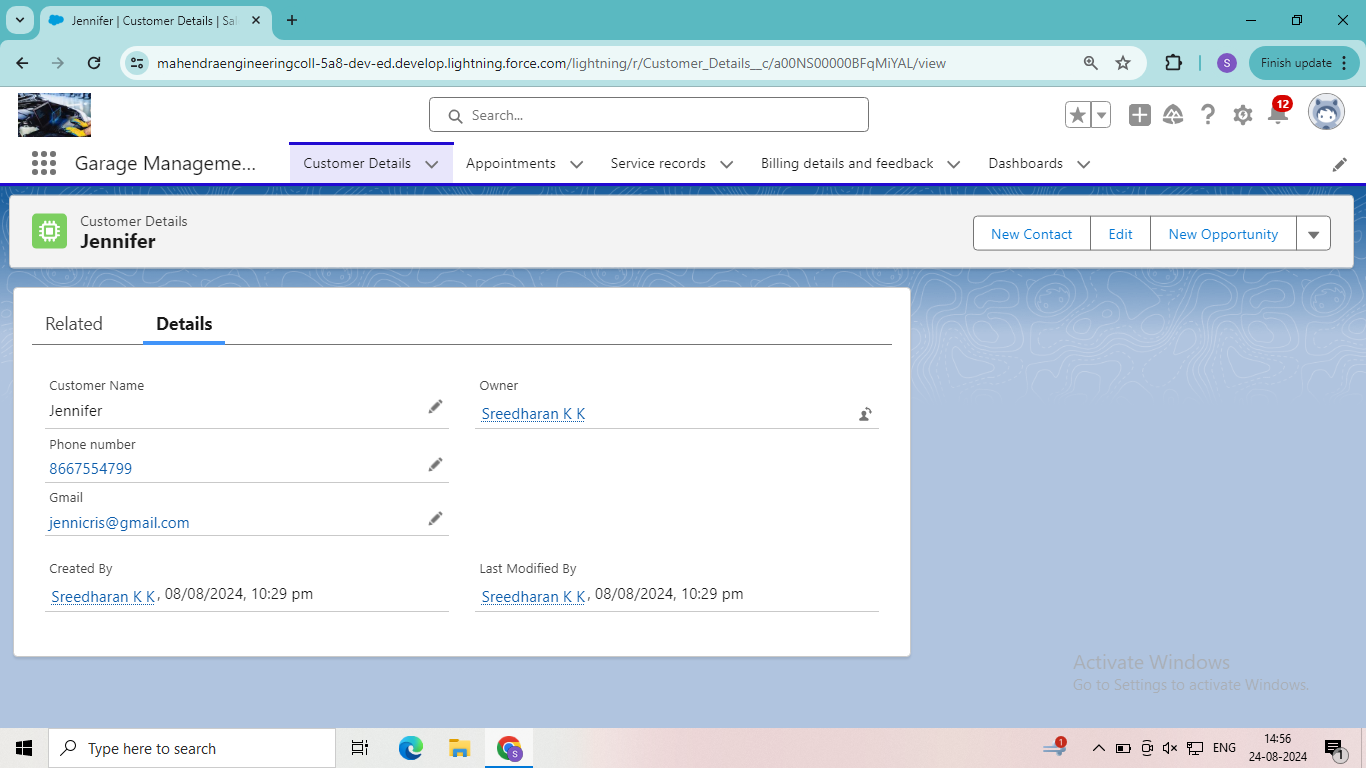 Jennifer | Customer Details | Sal
mahendraengineeringcoll-5a8-dev-ed.develop.lightning.force.com/lightning/r/Customer_Details__c/a00NS00000BFqMiYAL/view
S
Finish update
Search...
12
Garage Manageme...
Customer Details
Appointments
Service records
Billing details and feedback
Dashboards
Customer Details
Jennifer
New Contact
Edit
New Opportunity
Related
Details
Customer Name
Jennifer
Owner
Sreedharan K K
Phone number
8667554799
Gmail
jennicris@gmail.com
Created By
Sreedharan K K, 08/08/2024, 10:29 pm
Last Modified By
Sreedharan K K, 08/08/2024, 10:29 pm
Activate Windows
Go to Settings to activate Windows.
Type here to search
S
1
ENG
14:56
24-08-2024
1